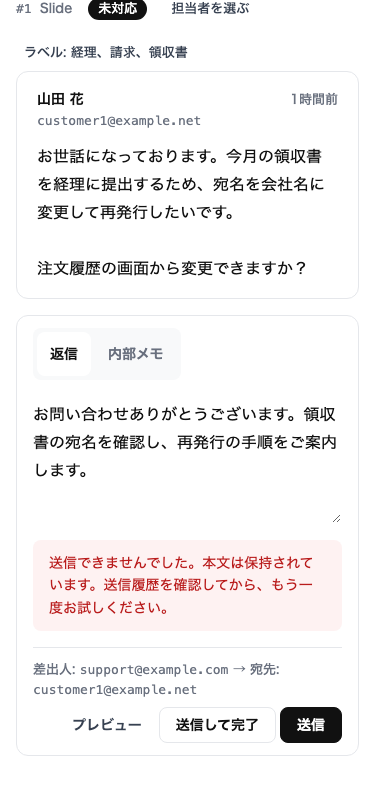 #1 Slide 未対応 担当者を選ぶ
ラベル: 経理、請求、領収書
山田 花 1時間前
customer1@example.net
お世話になっております。今月の領収書
を経理に提出するため、宛名を会社名に
変更して再発行したいです。
注文履歴の画面から変更できますか？
返信 内部メモ
お問い合わせありがとうございます。領収
書の宛名を確認し、再発行の手順をご案内
します。
送信できませんでした。本文は保持されて
います。送信履歴を確認してから、もう一
度お試しください。
差出人: support@example.com → 宛先:
customer1@example.net
プレビュー 送信して完了 送信